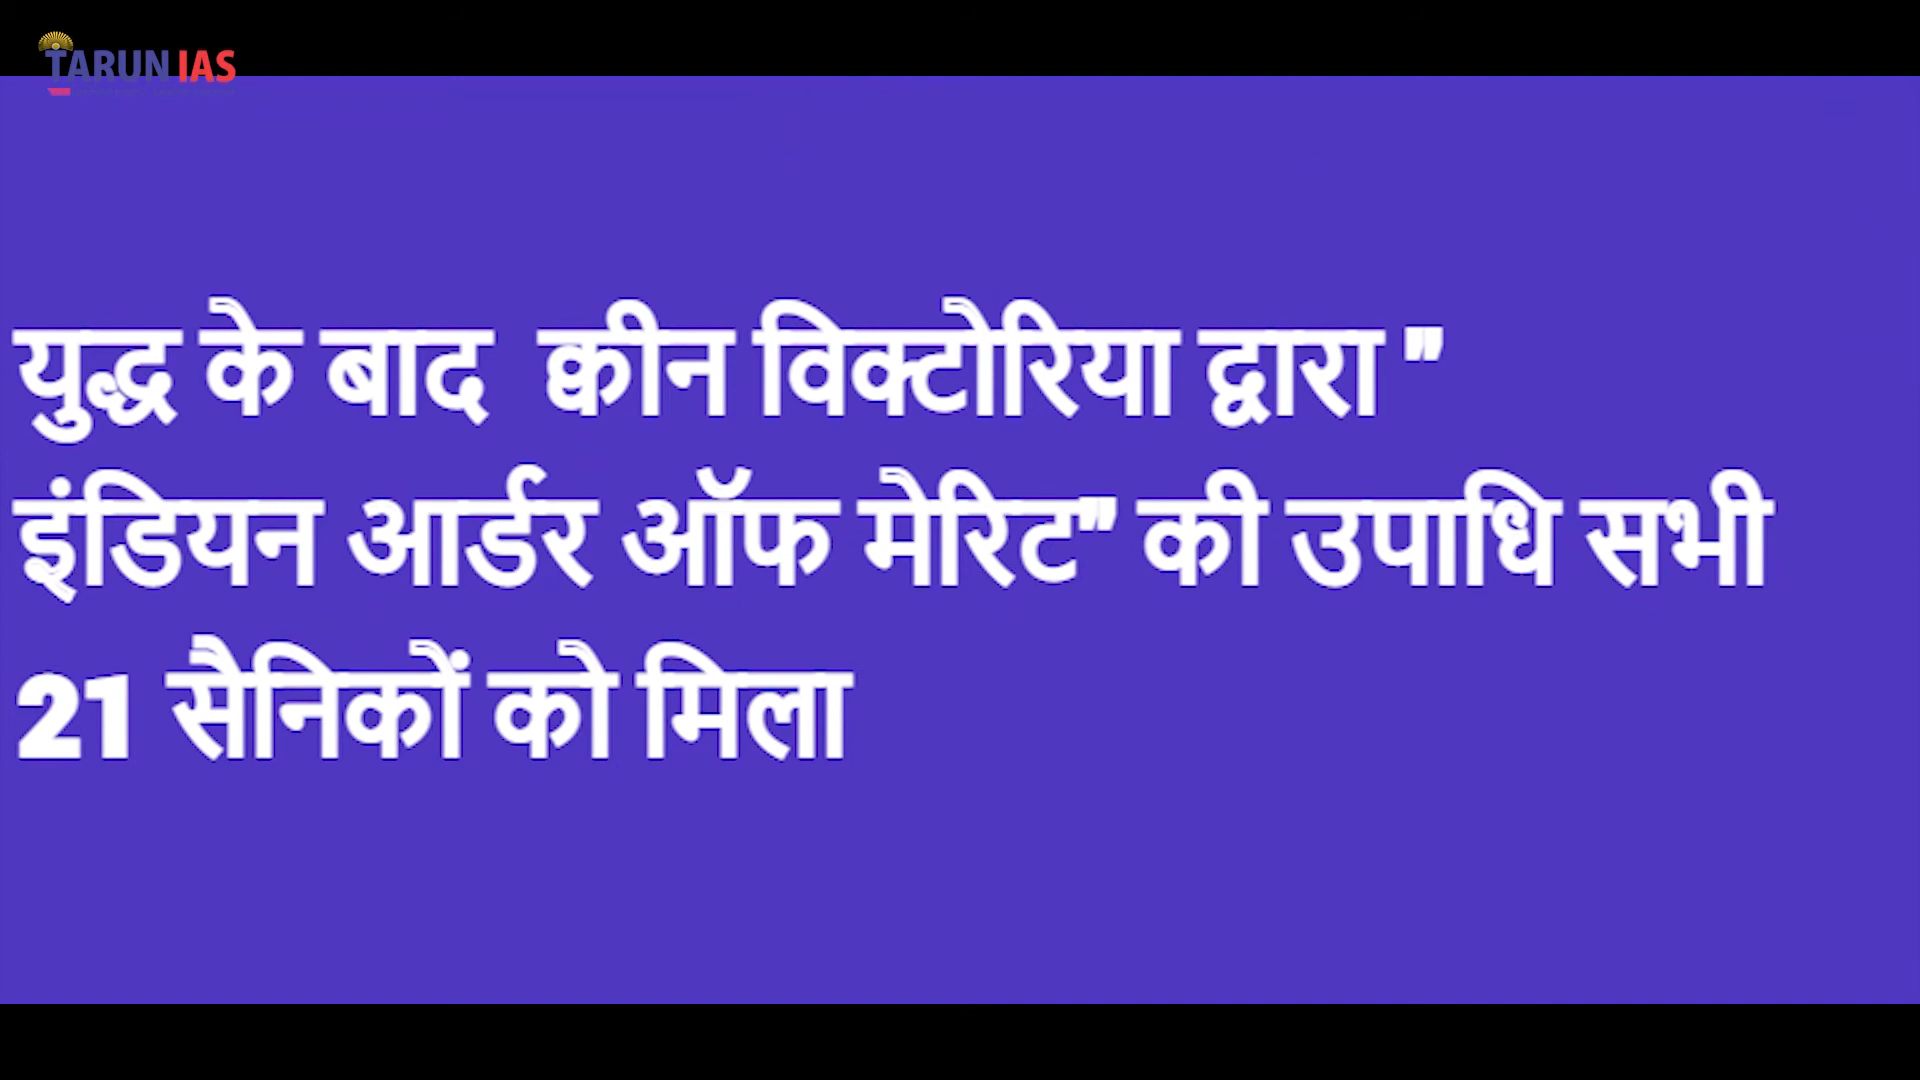 TARUN IAS
युद्ध के बाद क्वीन विक्टोरिया द्वारा "
इंडियन आर्डर ऑफ मेरिट" की उपाधि सभी
21 सैनिकों को मिला